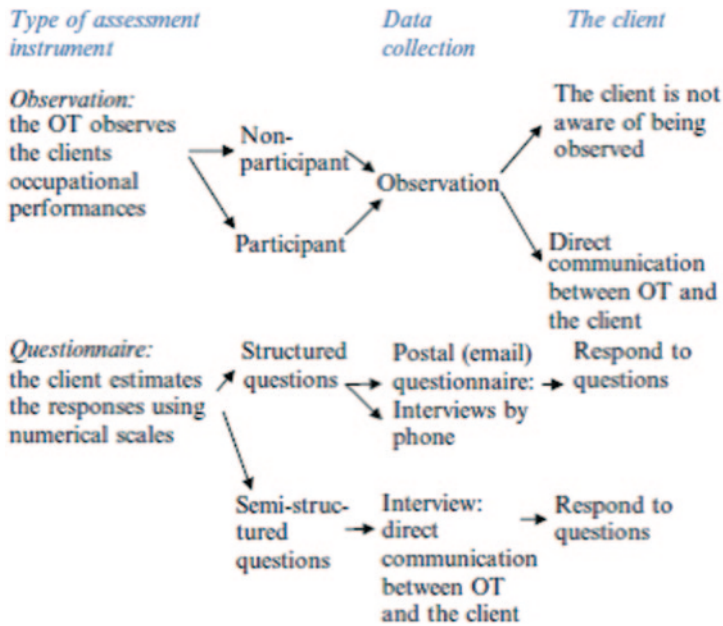 Type of assessment
instrument
Data
collection
The client
Observation:
the OT observes
the clients
occupational
performances
Non-
participant
Participant
Observation
The client is not
aware of being
observed
Direct
communication
between OT and
the client
Questionnaire:
the client estimates
the responses using
numerical scales
Structured
questions
Postal (email)
questionnaire:
Interviews by
phone
Respond to
questions
Semi-struc-
tured
questions
Interview:
direct
communication
between OT
and the client
Respond to
questions